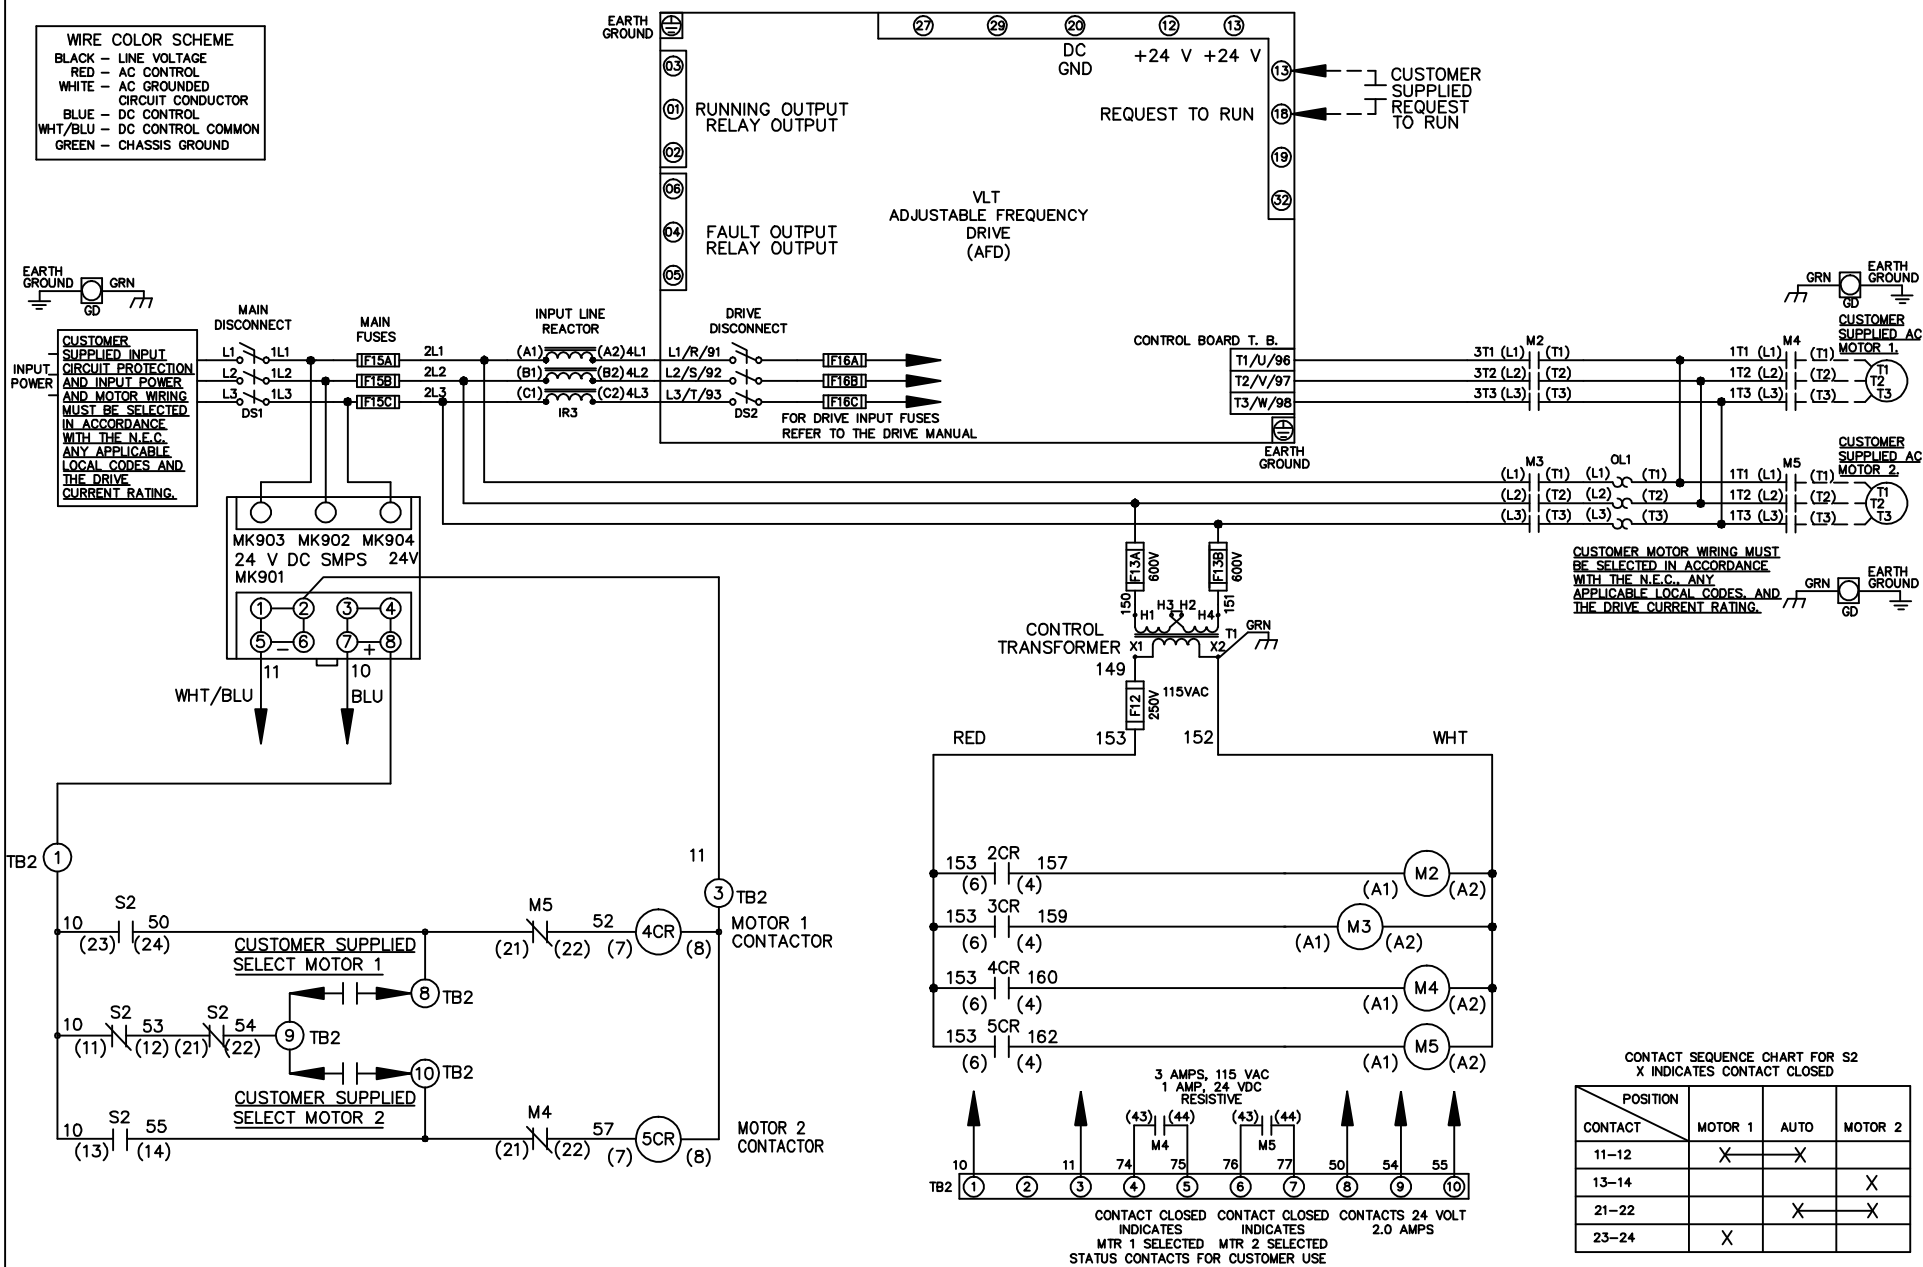 WIRE COLOR SCHEME
BLACK – LINE VOLTAGE
RED – AC CONTROL
WHITE – AC GROUNDED
CIRCUIT CONDUCTOR
BLUE – DC CONTROL
WHT/BLU – DC CONTROL COMMON
GREEN – CHASSIS GROUND
EARTH
GROUND
27 29 20 12 13
DC
GND
+24 V +24 V
03
01
02
RUNNING OUTPUT
RELAY OUTPUT
06
04
05
FAULT OUTPUT
RELAY OUTPUT
REQUEST TO RUN
13
18
19
32
CUSTOMER
SUPPLIED
REQUEST
TO RUN
VLT
ADJUSTABLE FREQUENCY
DRIVE
(AFD)
EARTH
GROUND
GRN
GD
INPUT
POWER
CUSTOMER
SUPPLIED INPUT
CIRCUIT PROTECTION
AND INPUT POWER
AND MOTOR WIRING
MUST BE SELECTED
IN ACCORDANCE
WITH THE N.E.C.
ANY APPLICABLE
LOCAL CODES AND
THE DRIVE
CURRENT RATING.
MAIN
DISCONNECT
MAIN
FUSES
INPUT LINE
REACTOR
DRIVE
DISCONNECT
L1 1L1 F15A 2L1 (A1) (A2)4L1 L1/R/91 F16A
L2 1L2 F15B 2L2 (B1) (B2)4L2 L2/S/92 F16B
L3 1L3 F15C 2L3 (C1) (C2)4L3 L3/T/93 F16C
DS1 IR3 DS2
FOR DRIVE INPUT FUSES
REFER TO THE DRIVE MANUAL
CONTROL BOARD T. B.
T1/U/96
T2/V/97
T3/W/98
EARTH
GROUND
M2
3T1 (L1) (T1)
3T2 (L2) (T2)
3T3 (L3) (T3)
M4
1T1 (L1) (T1)
1T2 (L2) (T2)
1T3 (L3) (T3)
T1
T2
T3
GRN
GD
EARTH
GROUND
CUSTOMER
SUPPLIED AC
MOTOR 1.
M3 OL1
(L1) (T1) (L1) (T1)
(L2) (T2) (L2) (T2)
(L3) (T3) (L3) (T3)
M5
1T1 (L1) (T1)
1T2 (L2) (T2)
1T3 (L3) (T3)
T1
T2
T3
CUSTOMER
SUPPLIED AC
MOTOR 2.
CUSTOMER MOTOR WIRING MUST
BE SELECTED IN ACCORDANCE
WITH THE N.E.C., ANY
APPLICABLE LOCAL CODES, AND
THE DRIVE CURRENT RATING.
GRN
GD
EARTH
GROUND
MK903 MK902 MK904
24 V DC SMPS 24V
MK901
1 2 3 4
5 – 6 7 + 8
11 10
WHT/BLU BLU
F13A 600V
F13B 600V
150 H1 H3 H2 H4 151
CONTROL
TRANSFORMER
X1 X2 T1 GRN
149
F12 250V
115VAC
RED 153 152 WHT
TB2 1
11
3 TB2
S2
10 50
(23) (24)
M5
52
(21) (22) (7) 4CR (8)
MOTOR 1
CONTACTOR
CUSTOMER SUPPLIED
SELECT MOTOR 1
8 TB2
S2 S2
10 53 54
(11) (12) (21) (22)
9 TB2
10 TB2
CUSTOMER SUPPLIED
SELECT MOTOR 2
S2
10 55
(13) (14)
M4
57
(21) (22) (7) 5CR (8)
MOTOR 2
CONTACTOR
2CR
153 157
(6) (4) (A1) M2 (A2)
3CR
153 159
(6) (4) (A1) M3 (A2)
4CR
153 160
(6) (4) (A1) M4 (A2)
5CR
153 162
(6) (4) (A1) M5 (A2)
3 AMPS, 115 VAC
1 AMP, 24 VDC
RESISTIVE
(43) (44) (43) (44)
M4 M5
10 11 74 75 76 77 50 54 55
TB2 1 2 3 4 5 6 7 8 9 10
CONTACT CLOSED
INDICATES
MTR 1 SELECTED
CONTACT CLOSED
INDICATES
MTR 2 SELECTED
STATUS CONTACTS FOR CUSTOMER USE
CONTACTS 24 VOLT
2.0 AMPS
CONTACT SEQUENCE CHART FOR S2
X INDICATES CONTACT CLOSED
POSITION
CONTACT MOTOR 1 AUTO MOTOR 2
11–12 X X
13–14 X
21–22 X X
23–24 X